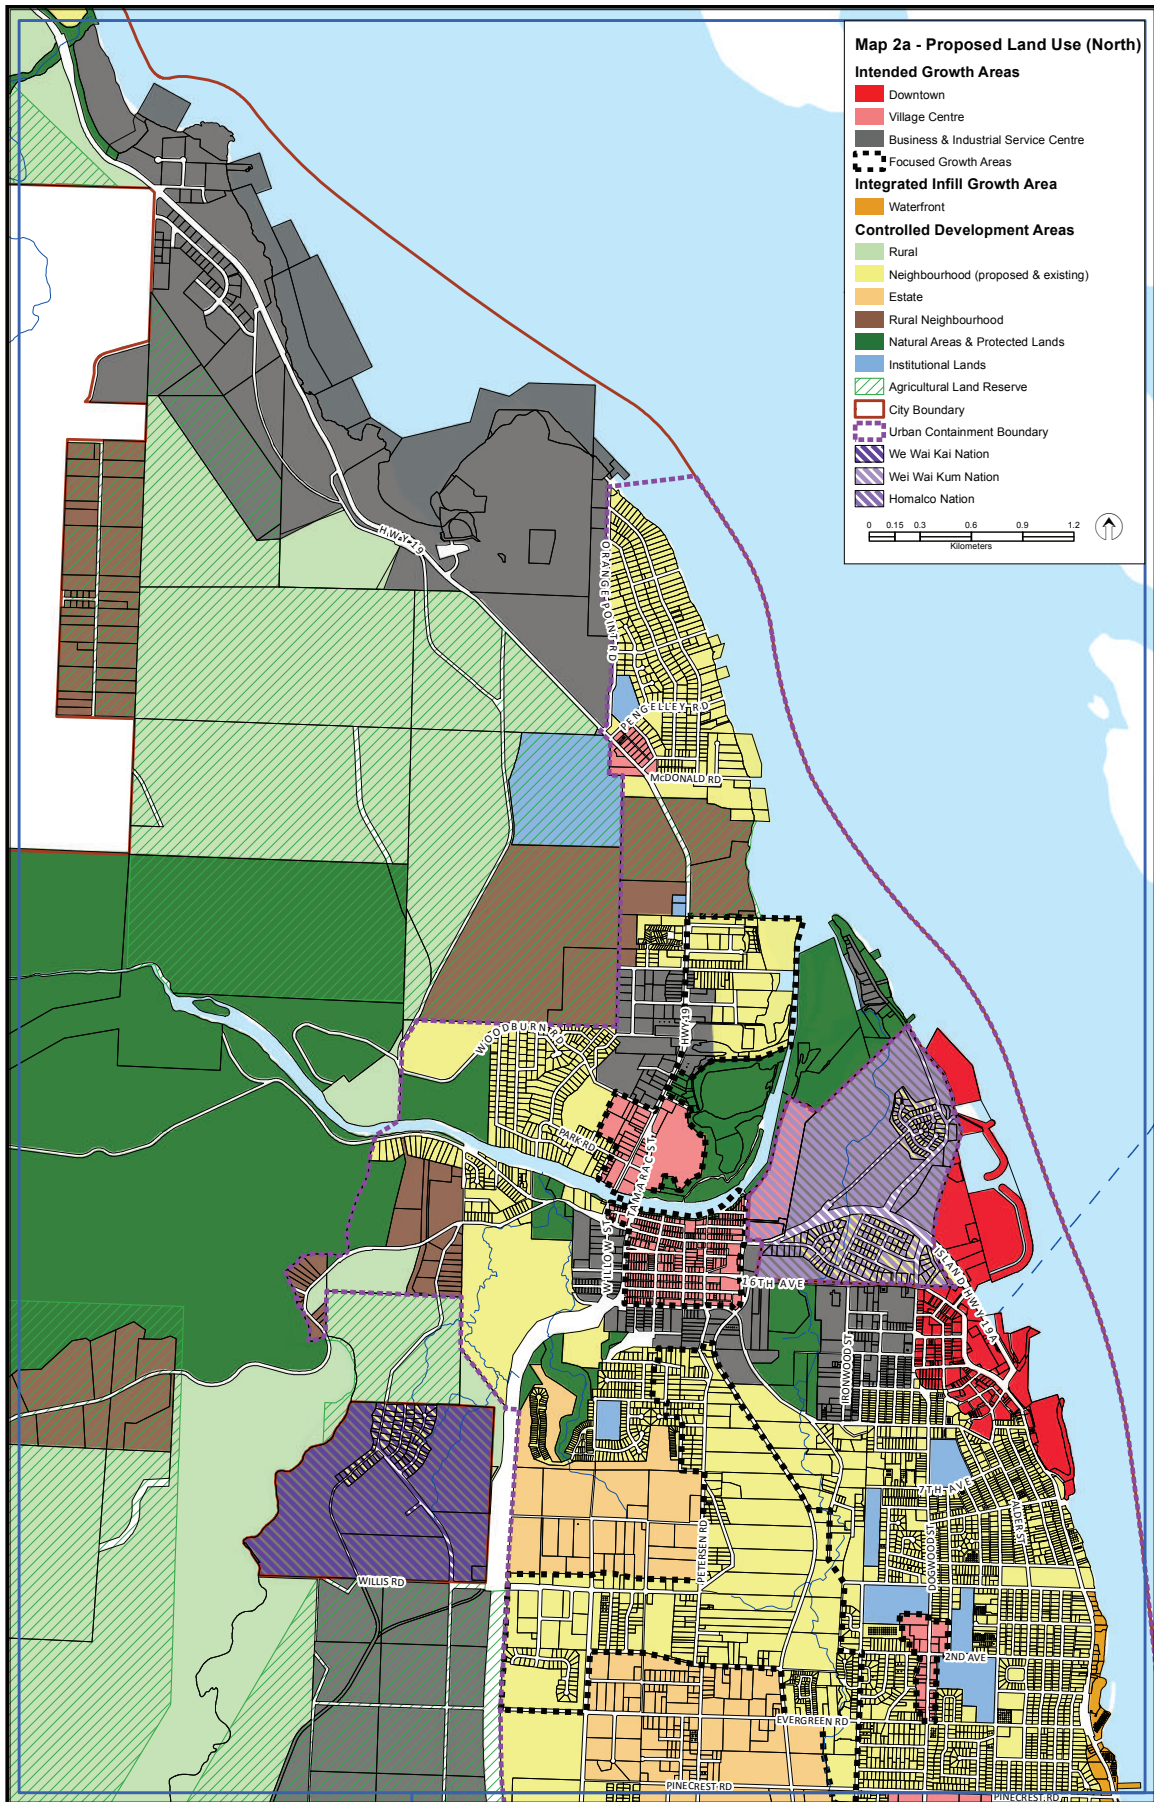 Map 2a - Proposed Land Use (North)
Intended Growth Areas
Downtown
Village Centre
Business & Industrial Service Centre
Focused Growth Areas
Integrated Infill Growth Area
Waterfront
Controlled Development Areas
Rural
Neighbourhood (proposed & existing)
Estate
Rural Neighbourhood
Natural Areas & Protected Lands
Institutional Lands
Agricultural Land Reserve
City Boundary
Urban Containment Boundary
We Wai Kai Nation
Wei Wai Kum Nation
Homalco Nation
0 0.15 0.3 0.6 0.9 1.2
Kilometers
HWY 19
ORANGE POINT RD
PENGELLEY RD
McDONALD RD
HWY 19
WOODBURN RD
PARK RD
TAMARAC ST
WILLOW ST
16TH AVE
ISLAND HWY 19A
IRONWOOD ST
7TH AVE
ALDER ST
DOGWOOD ST
PETERSEN RD
WILLIS RD
2ND AVE
EVERGREEN RD
PINECREST RD
PINECREST RD